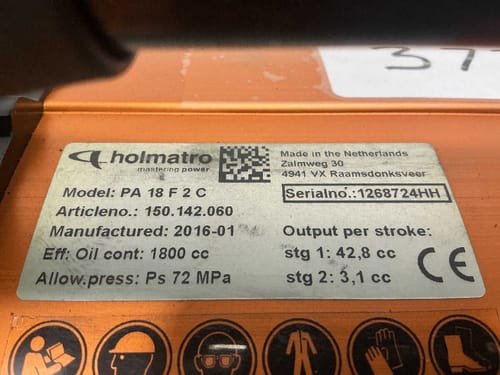 37
holmatro
mastering power
Made in the Netherlands
Zalmweg 30
4941 VX Raamsdonksveer
Model: PA 18 F 2 C
Serialno.:1268724HH
Articleno.: 150.142.060
Manufactured: 2016-01
Output per stroke:
Eff: Oil cont: 1800 cc
stg 1: 42,8 cc
CE
Allow.press: Ps 72 MPa
stg 2: 3,1 cc